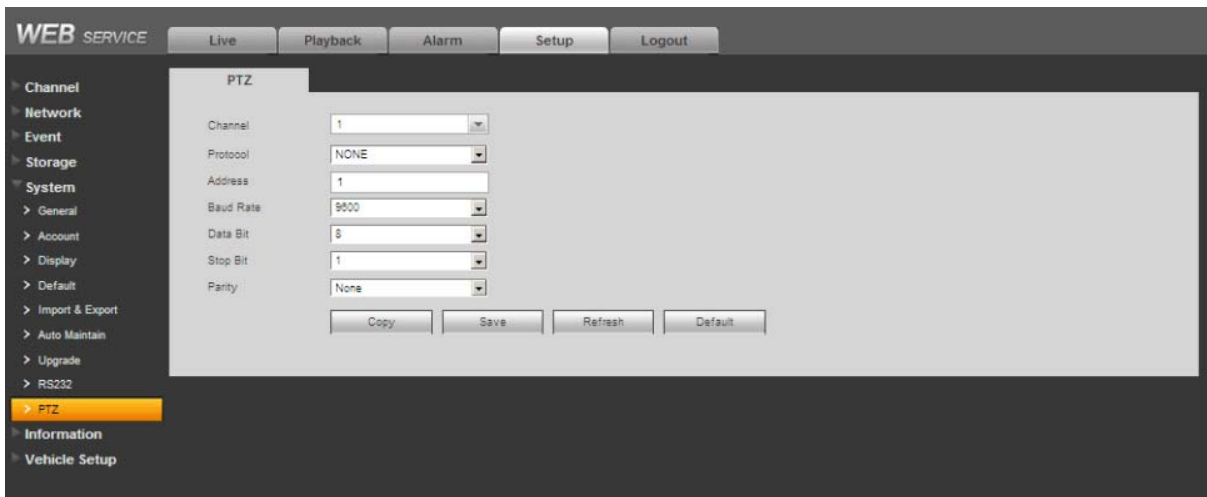 WEB SERVICE
Live Playback Alarm Setup Logout
Channel
Network
Event
Storage
System
> General
> Account
> Display
> Default
> Import & Export
> Auto Maintain
> Upgrade
> RS232
> PTZ
Information
Vehicle Setup
PTZ
Channel 1
Protocol NONE
Address 1
Baud Rate 9600
Data Bit 8
Stop Bit 1
Parity None
Copy Save Refresh Default